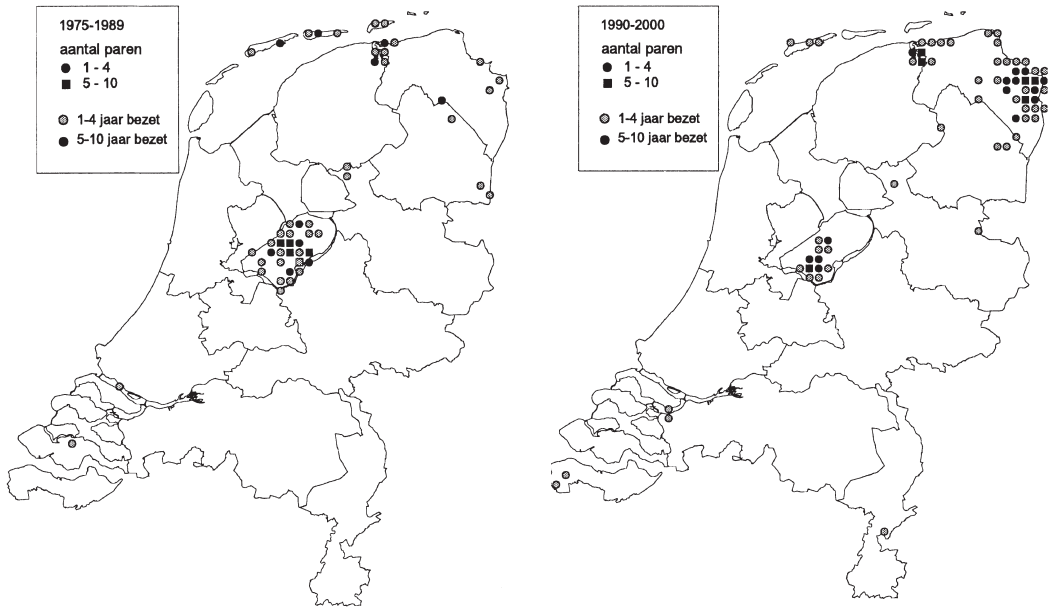 1975-1989
aantal paren
1 - 4
5 - 10
1-4 jaar bezet
5-10 jaar bezet
1990-2000
aantal paren
1 - 4
5 - 10
1-4 jaar bezet
5-10 jaar bezet